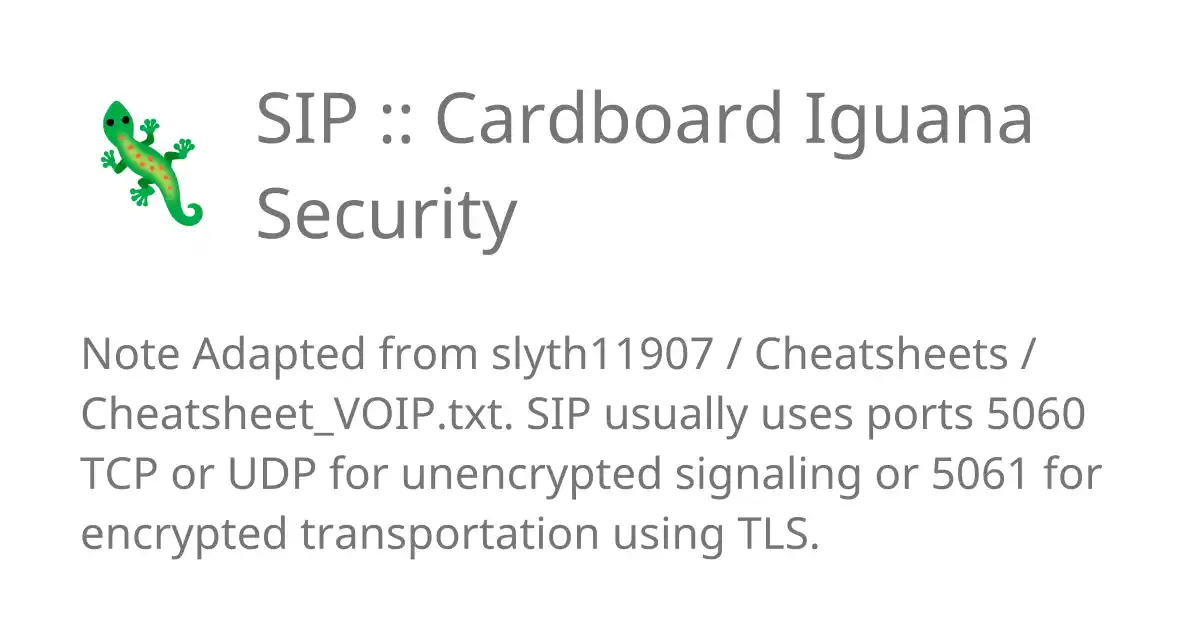 SIP :: Cardboard Iguana
Security
Note Adapted from slyth11907 / Cheatsheets /
Cheatsheet_VOIP.txt. SIP usually uses ports 5060
TCP or UDP for unencrypted signaling or 5061 for
encrypted transportation using TLS.